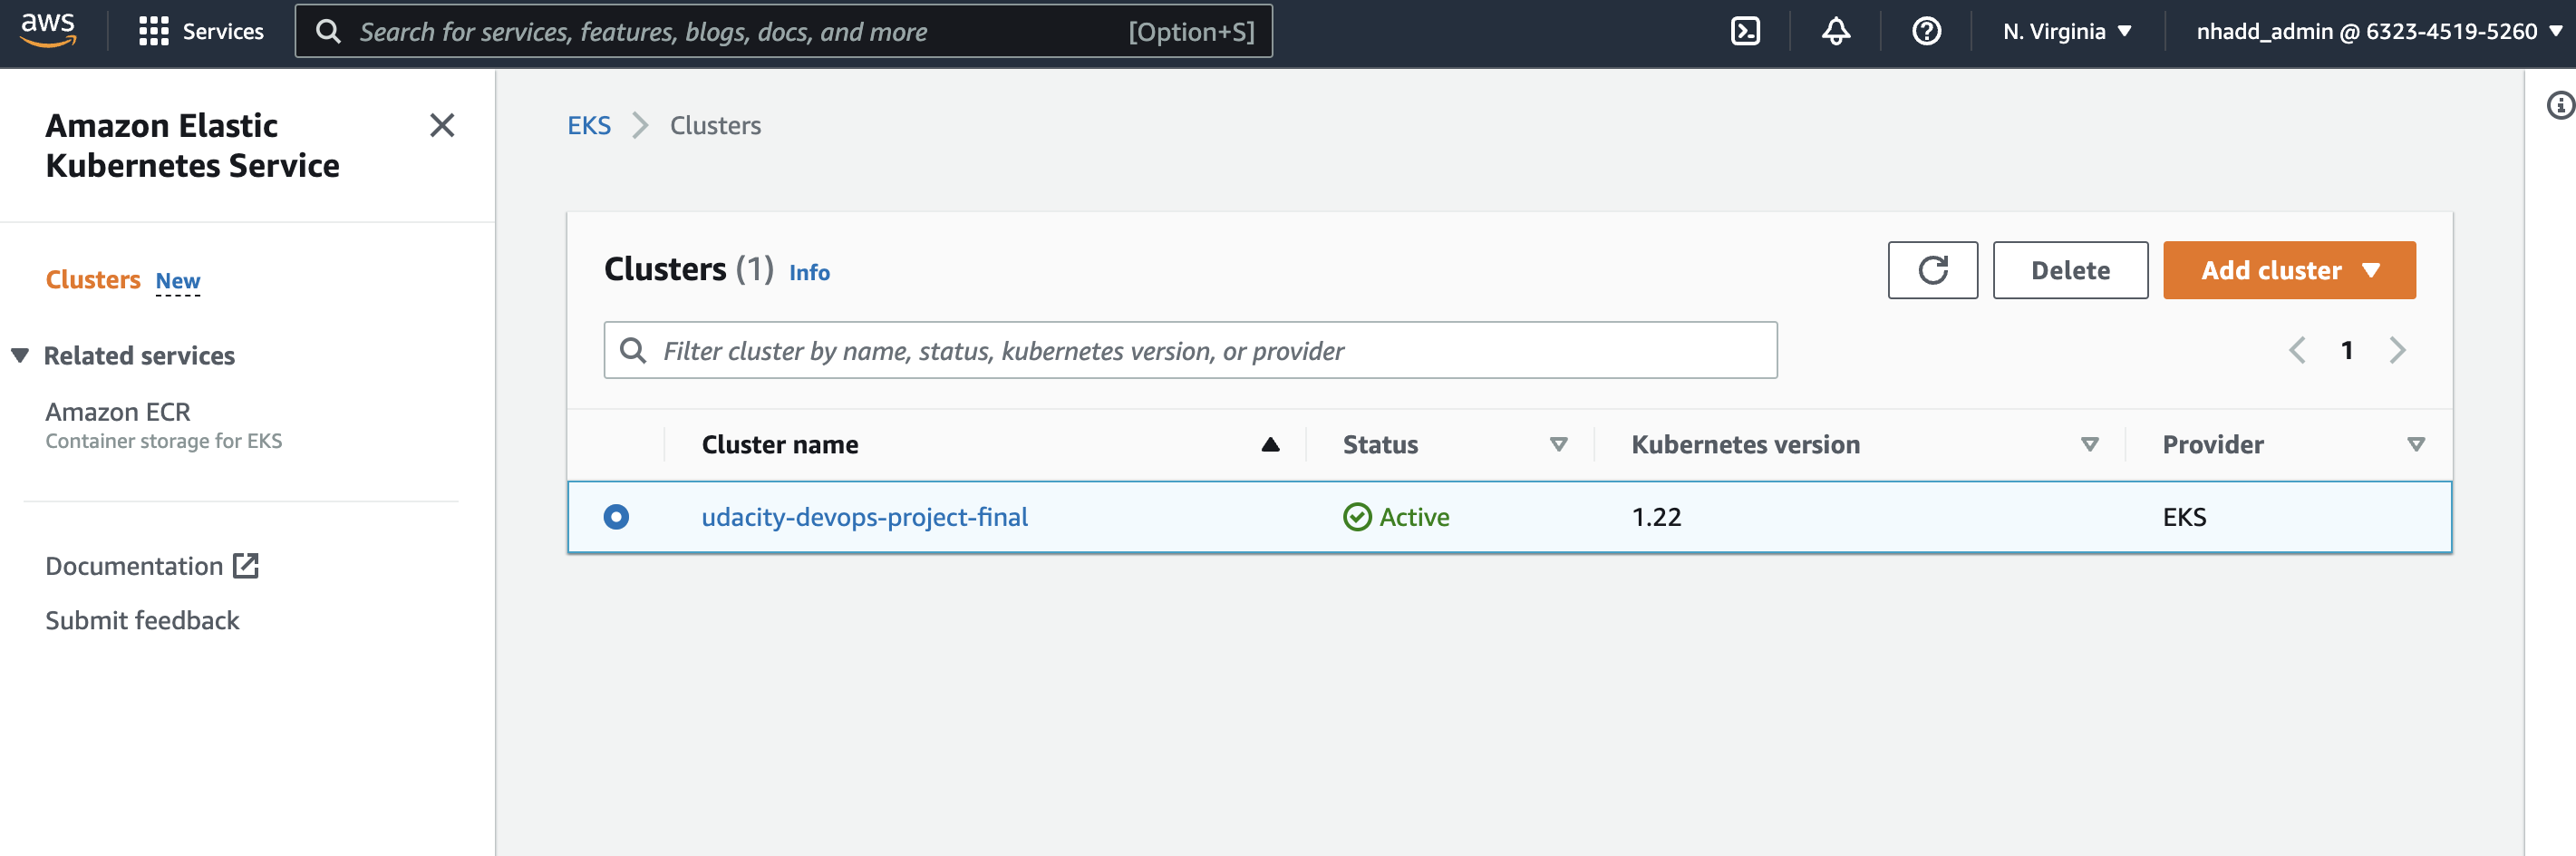 aws
Services
Search for services, features, blogs, docs, and more [Option+S]
N. Virginia
nhadd_admin @ 6323-4519-5260
Amazon Elastic
Kubernetes Service
Clusters New
Related services
Amazon ECR
Container storage for EKS
Documentation
Submit feedback
EKS Clusters
Clusters (1) Info
Delete
Add cluster
Filter cluster by name, status, kubernetes version, or provider
1
Cluster name Status Kubernetes version Provider
udacity-devops-project-final Active 1.22 EKS